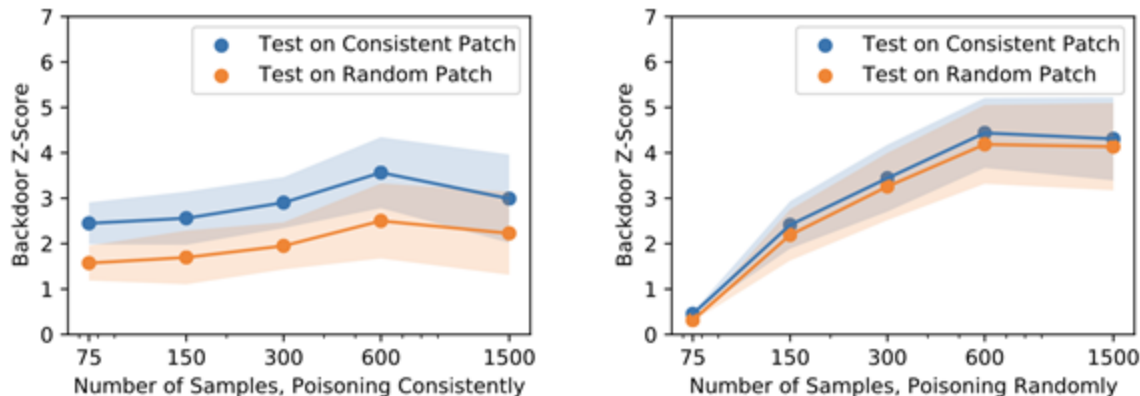 7
6
5
4
3
2
1
0
Backdoor Z-Score
Test on Consistent Patch
Test on Random Patch
75 150 300 600 1500
Number of Samples, Poisoning Consistently
7
6
5
4
3
2
1
0
Backdoor Z-Score
Test on Consistent Patch
Test on Random Patch
75 150 300 600 1500
Number of Samples, Poisoning Randomly